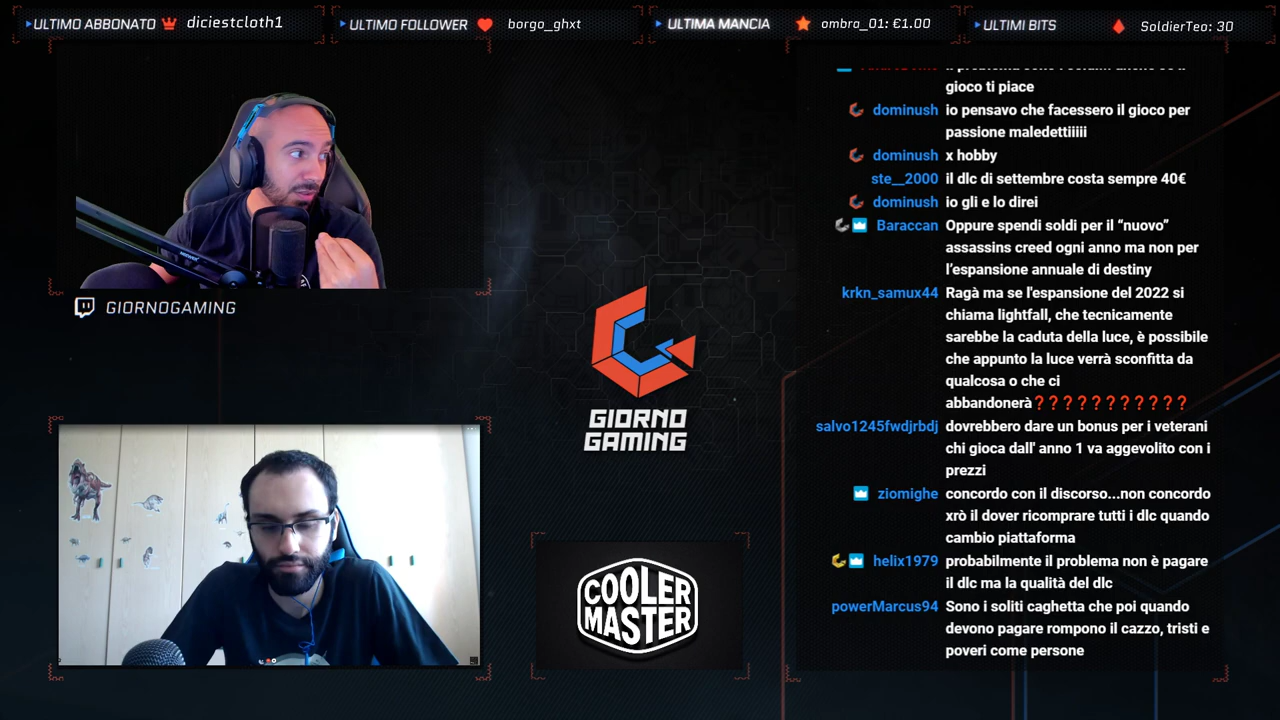 ULTIMO ABBONATO diciestcloth1
ULTIMO FOLLOWER borgo_ghxt
ULTIMA MANCIA ombra_01: €1.00
ULTIMI BITS SoldierTeo: 30
GIORNOGAMING
GIORNO
GAMING
COOLER
MASTER
gioco ti piace
dominush io pensavo che facessero il gioco per
passione maledettiiiii
dominush x hobby
ste__2000 il dlc di settembre costa sempre 40€
dominush io gli e lo direi
Baraccan Oppure spendi soldi per il “nuovo”
assassins creed ogni anno ma non per
l’espansione annuale di destiny
krkn_samux44 Ragà ma se l'espansione del 2022 si
chiama lightfall, che tecnicamente
sarebbe la caduta della luce, è possibile
che appunto la luce verrà sconfitta da
qualcosa o che ci
abbandonerà❓❓❓❓❓❓❓❓❓❓❓
salvo1245fwdjrbdj dovrebbero dare un bonus per i veterani
chi gioca dall' anno 1 va aggevolito con i
prezzi
ziomighe concordo con il discorso...non concordo
xrò il dover ricomprare tutti i dlc quando
cambio piattaforma
helix1979 probabilmente il problema non è pagare
il dlc ma la qualità del dlc
powerMarcus94 Sono i soliti caghetta che poi quando
devono pagare rompono il cazzo, tristi e
poveri come persone